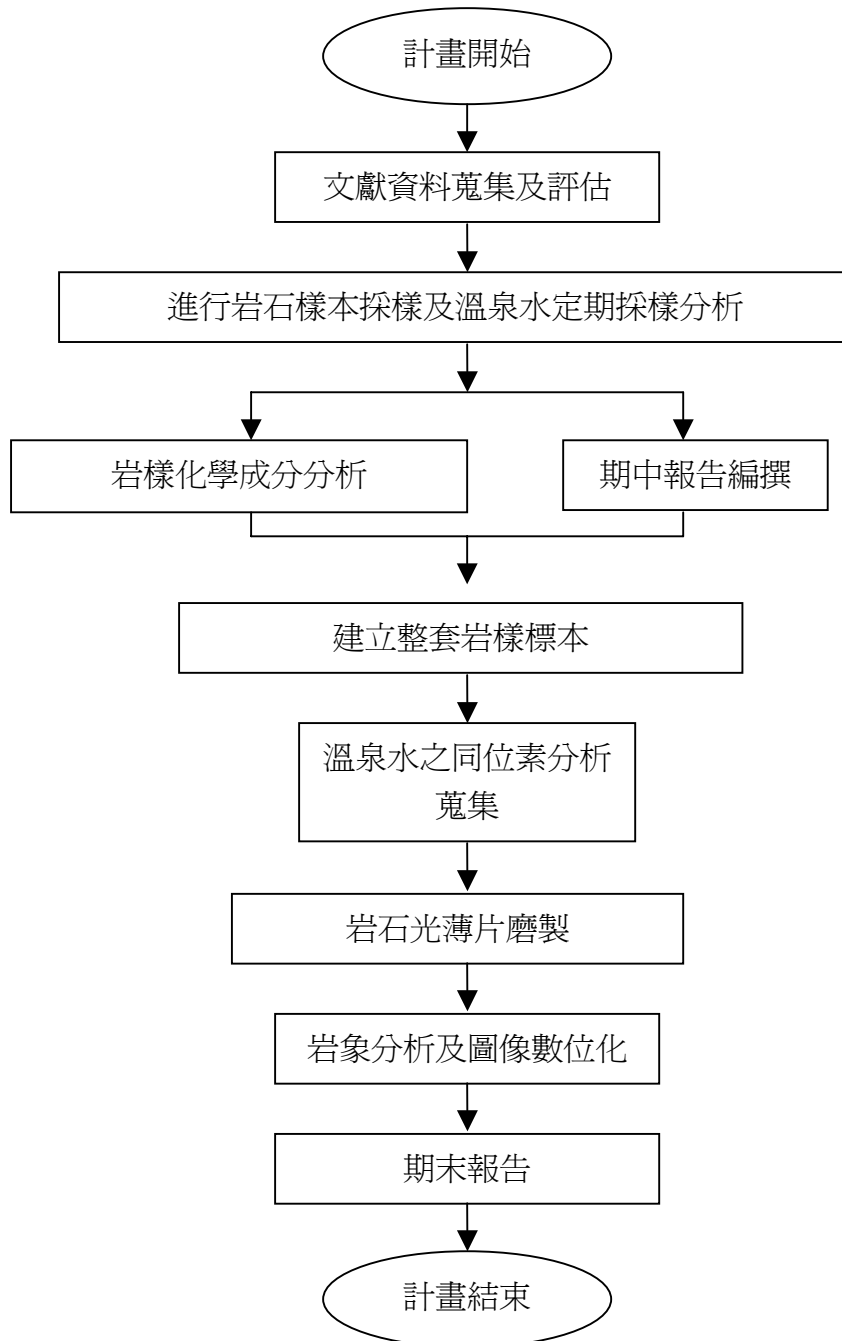 計畫開始
文獻資料蒐集及評估
進行岩石樣本採樣及溫泉水定期採樣分析
岩樣化學成分分析
期中報告編撰
建立整套岩樣標本
溫泉水之同位素分析
蒐集
岩石光薄片磨製
岩象分析及圖像數位化
期末報告
計畫結束